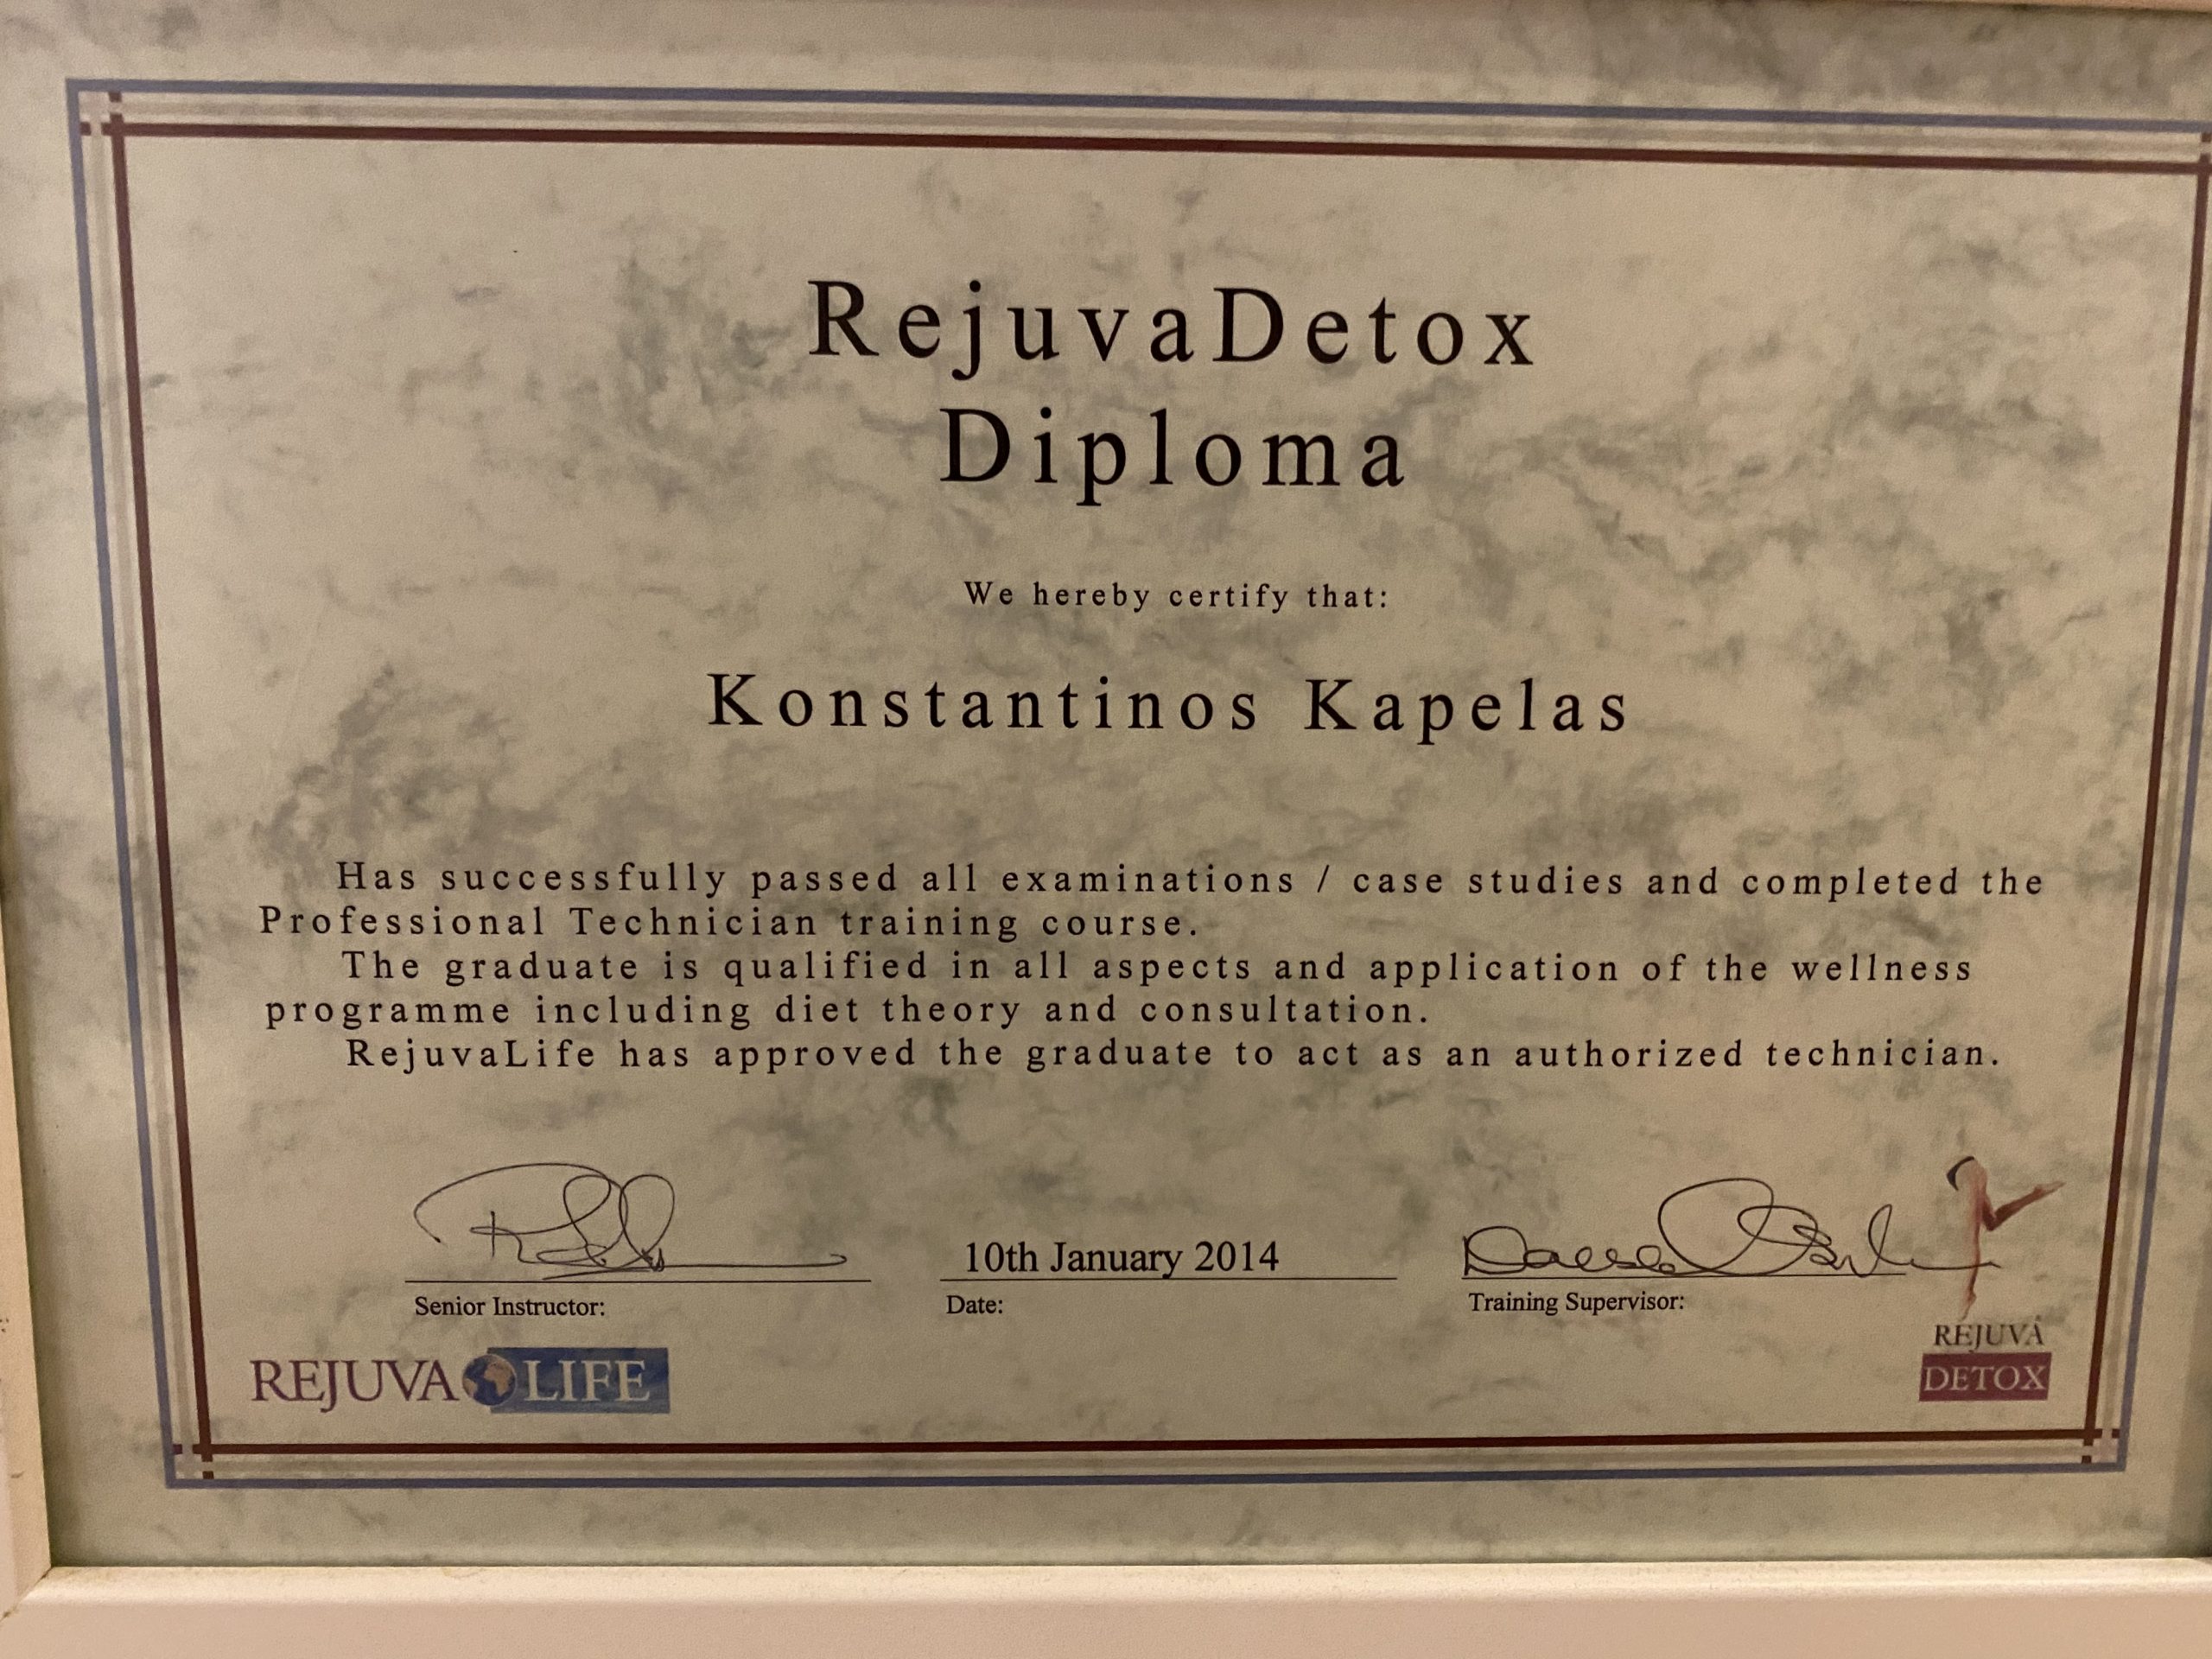 RejuvaDetox
Diploma
We hereby certify that:
Konstantinos Kapelas
Has successfully passed all examinations / case studies and completed the
Professional Technician training course.
The graduate is qualified in all aspects and application of the wellness
programme including diet theory and consultation.
RejuvaLife has approved the graduate to act as an authorized technician.
10th January 2014
Senior Instructor:
Date:
Training Supervisor:
REJUVA LIFE
REJUVA
DETOX